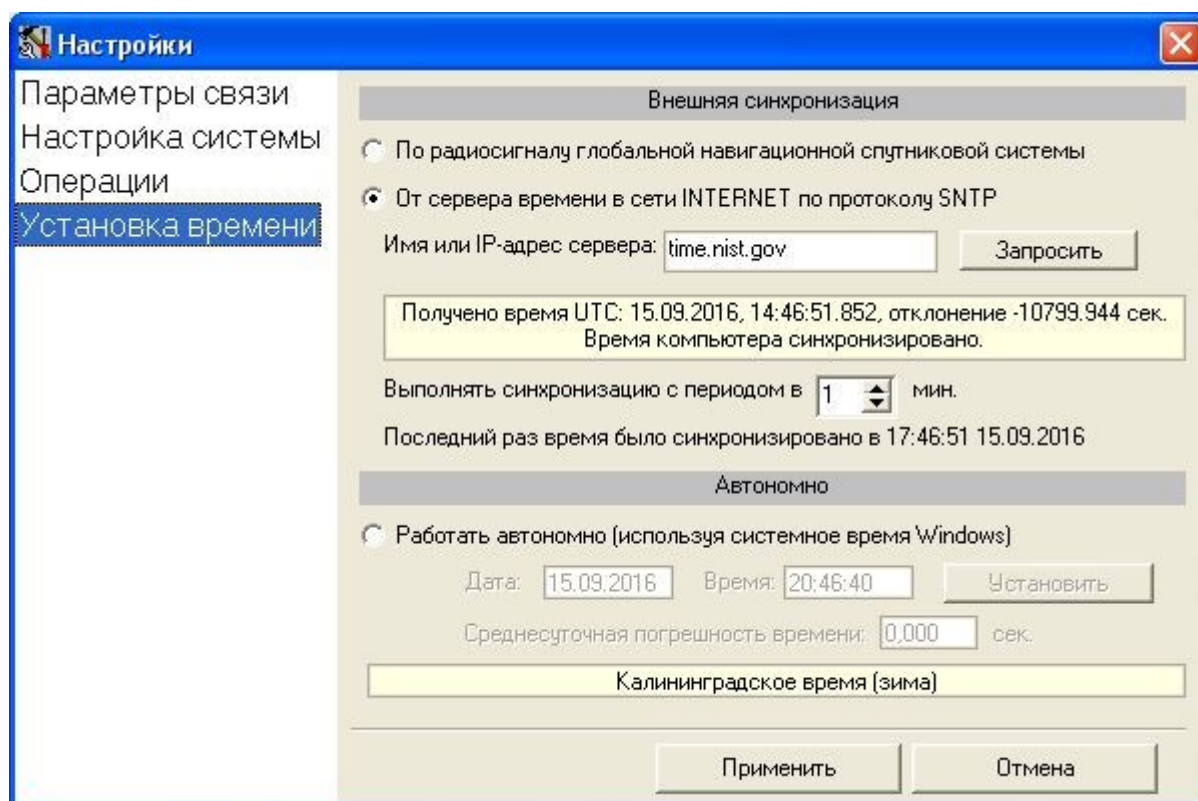 Настройки
Параметры связи
Настройка системы
Операции
Установка времени
Внешняя синхронизация
По радиосигналу глобальной навигационной спутниковой системы
От сервера времени в сети INTERNET по протоколу SNTP
Имя или IP-адрес сервера: time.nist.gov Запросить
Получено время UTC: 15.09.2016, 14:46:51.852, отклонение -10799.944 сек.
Время компьютера синхронизировано.
Выполнять синхронизацию с периодом в 1 мин.
Последний раз время было синхронизировано в 17:46:51 15.09.2016
Автономно
Работать автономно (используя системное время Windows)
Дата: 15.09.2016 Время: 20:46:40 Установить
Среднесуточная погрешность времени: 0,000 сек.
Калининградское время (зима)
Применить Отмена